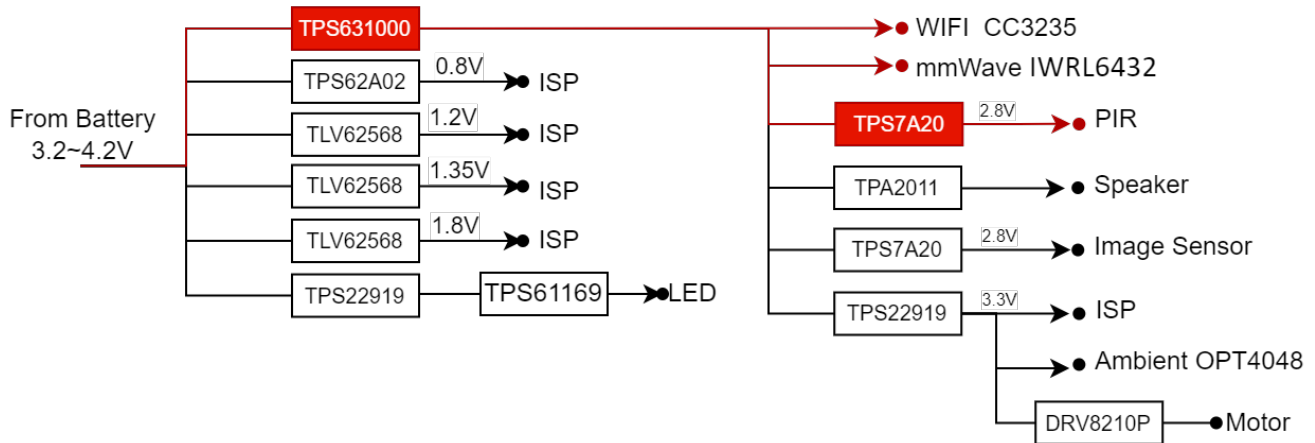 TPS631000
WIFI CC3235
mmWave IWRL6432
TPS62A02
0.8V
ISP
From Battery
3.2~4.2V
TLV62568
1.2V
ISP
TPS7A20
2.8V
PIR
TLV62568
1.35V
ISP
TPA2011
Speaker
TLV62568
1.8V
ISP
TPS7A20
2.8V
Image Sensor
TPS22919
TPS61169
LED
TPS22919
3.3V
ISP
Ambient OPT4048
DRV8210P
Motor